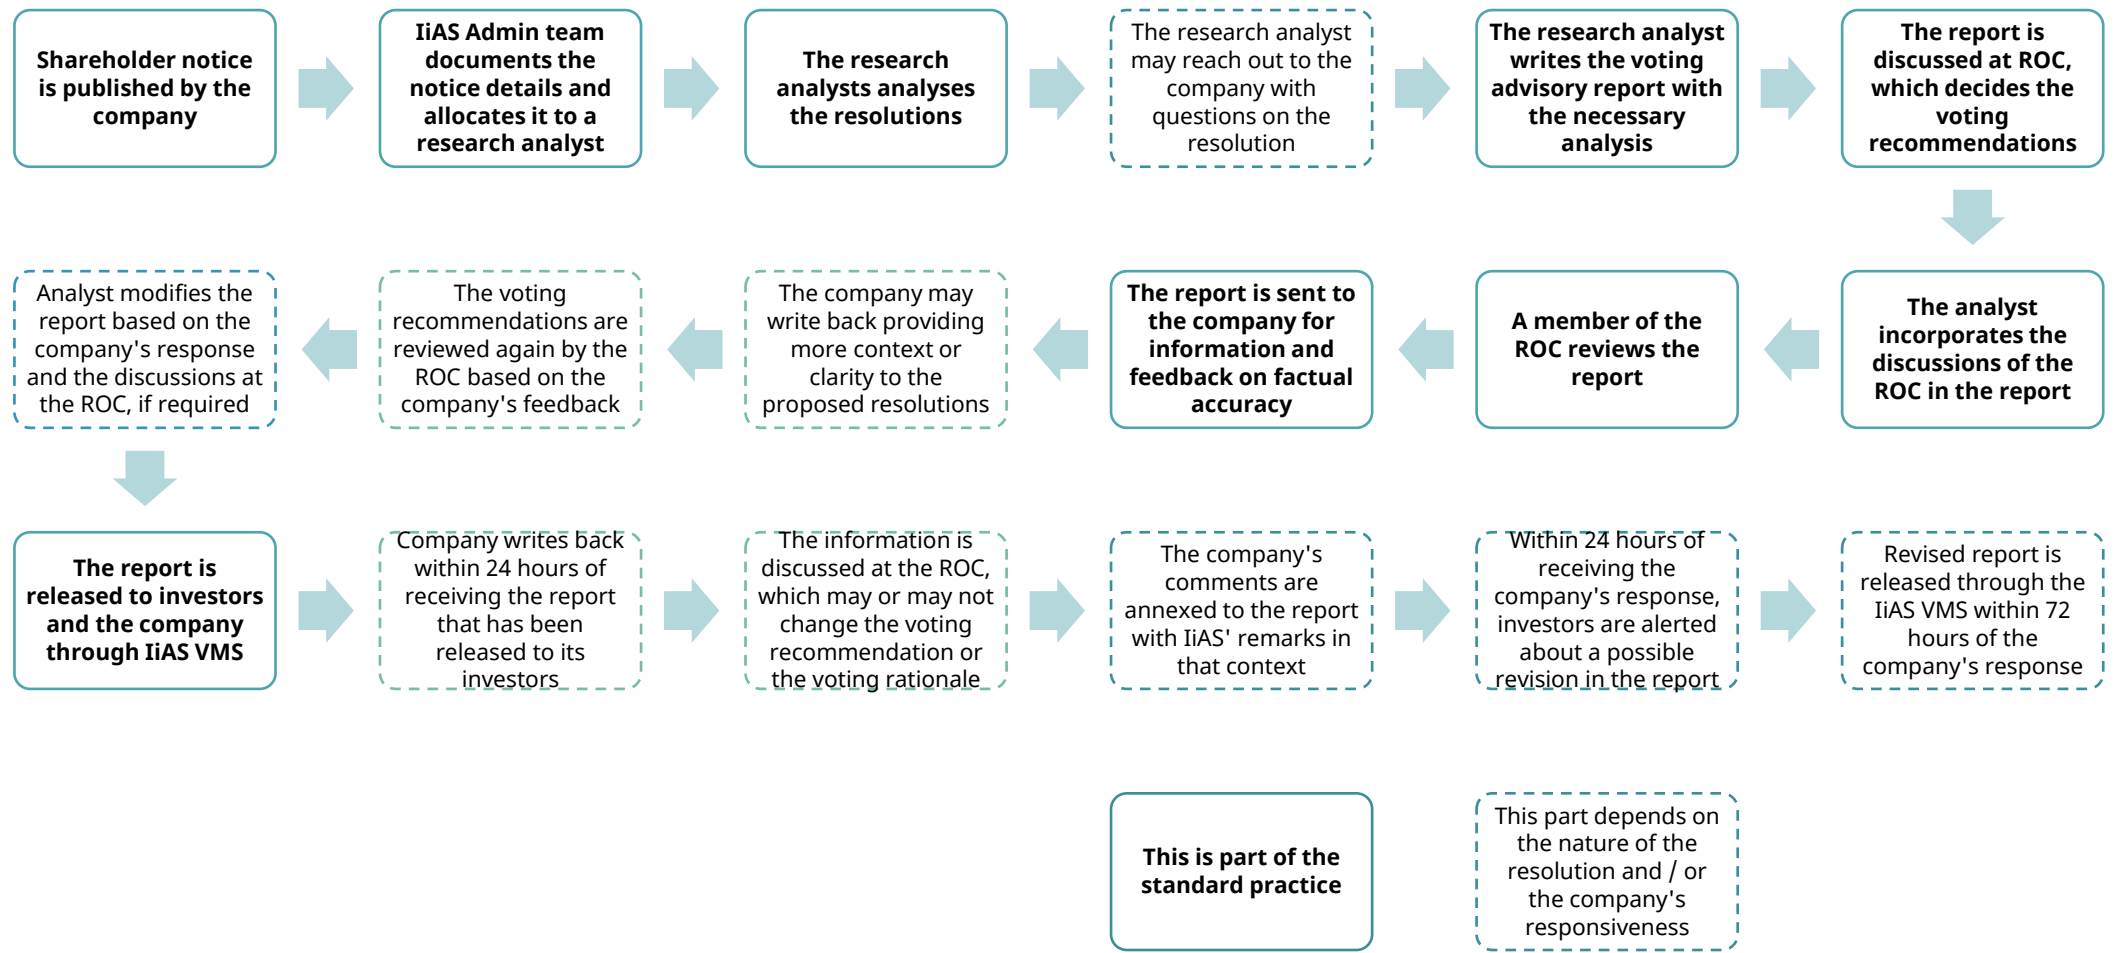 Shareholder notice
is published by the
company
IiAS Admin team
documents the
notice details and
allocates it to a
research analyst
The research
analysts analyses
the resolutions
The research analyst
may reach out to the
company with
questions on the
resolution
The research analyst
writes the voting
advisory report with
the necessary
analysis
The report is
discussed at ROC,
which decides the
voting
recommendations
The analyst
incorporates the
discussions of the
ROC in the report
A member of the
ROC reviews the
report
The report is sent to
the company for
information and
feedback on factual
accuracy
The company may
write back providing
more context or
clarity to the
proposed resolutions
The voting
recommendations are
reviewed again by the
ROC based on the
company's feedback
Analyst modifies the
report based on the
company's response
and the discussions at
the ROC, if required
The report is
released to investors
and the company
through IiAS VMS
Company writes back
within 24 hours of
receiving the report
that has been
released to its
investors
The information is
discussed at the ROC,
which may or may not
change the voting
recommendation or
the voting rationale
The company's
comments are
annexed to the report
with IiAS' remarks in
that context
Within 24 hours of
receiving the
company's response,
investors are alerted
about a possible
revision in the report
Revised report is
released through the
IiAS VMS within 72
hours of the
company's response
This is part of the
standard practice
This part depends on
the nature of the
resolution and / or
the company's
responsiveness